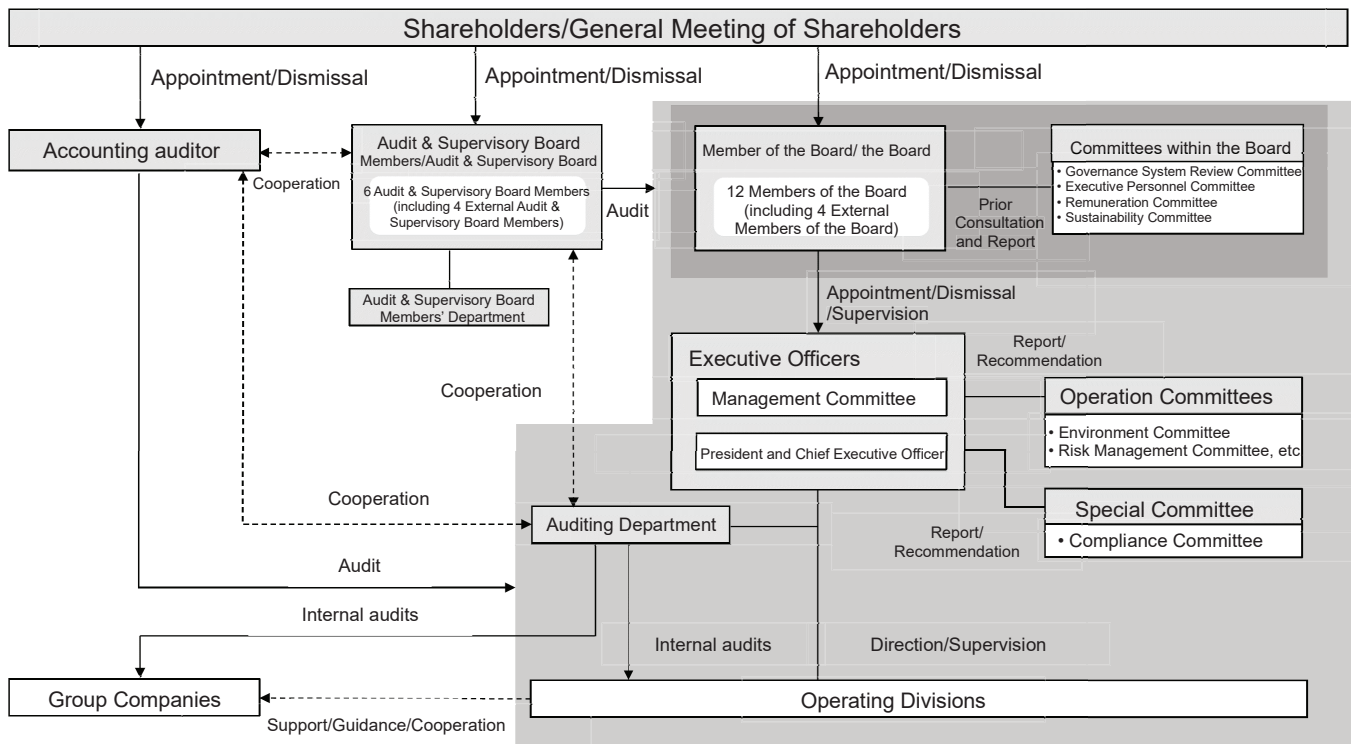 Shareholders/General Meeting of Shareholders
Appointment/Dismissal
Appointment/Dismissal
Appointment/Dismissal
Accounting auditor
Cooperation
Audit & Supervisory Board
Members/Audit & Supervisory Board
6 Audit & Supervisory Board Members
(including 4 External Audit &
Supervisory Board Members)
Audit
Member of the Board/ the Board
12 Members of the Board
(including 4 External
Members of the Board)
Prior
Consultation
and Report
Committees within the Board
• Governance System Review Committee
• Executive Personnel Committee
• Remuneration Committee
• Sustainability Committee
Audit & Supervisory Board
Members' Department
Appointment/Dismissal
/Supervision
Cooperation
Executive Officers
Management Committee
President and Chief Executive Officer
Report/
Recommendation
Operation Committees
• Environment Committee
• Risk Management Committee, etc
Cooperation
Auditing Department
Report/
Recommendation
Special Committee
• Compliance Committee
Audit
Internal audits
Internal audits
Direction/Supervision
Group Companies
Support/Guidance/Cooperation
Operating Divisions